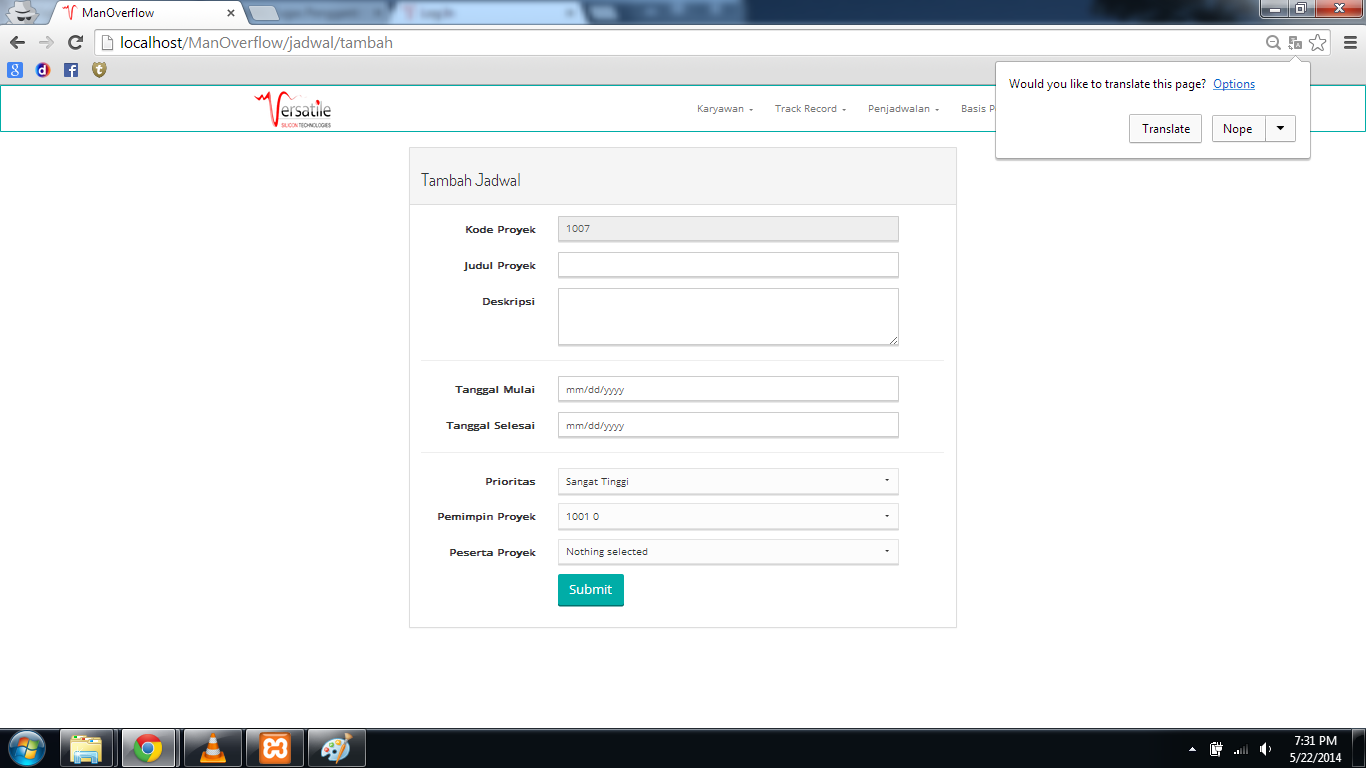 ManOverflow
Log In
localhost/ManOverflow/jadwal/tambah
Would you like to translate this page? Options
Translate
Nope
Versatile
SILICON TECHNOLOGIES
Karyawan
Track Record
Penjadwalan
Basis P
Tambah Jadwal
Kode Proyek
1007
Judul Proyek
Deskripsi
Tanggal Mulai
mm/dd/yyyy
Tanggal Selesai
mm/dd/yyyy
Prioritas
Sangat Tinggi
Pemimpin Proyek
1001 0
Peserta Proyek
Nothing selected
Submit
7:31 PM
5/22/2014